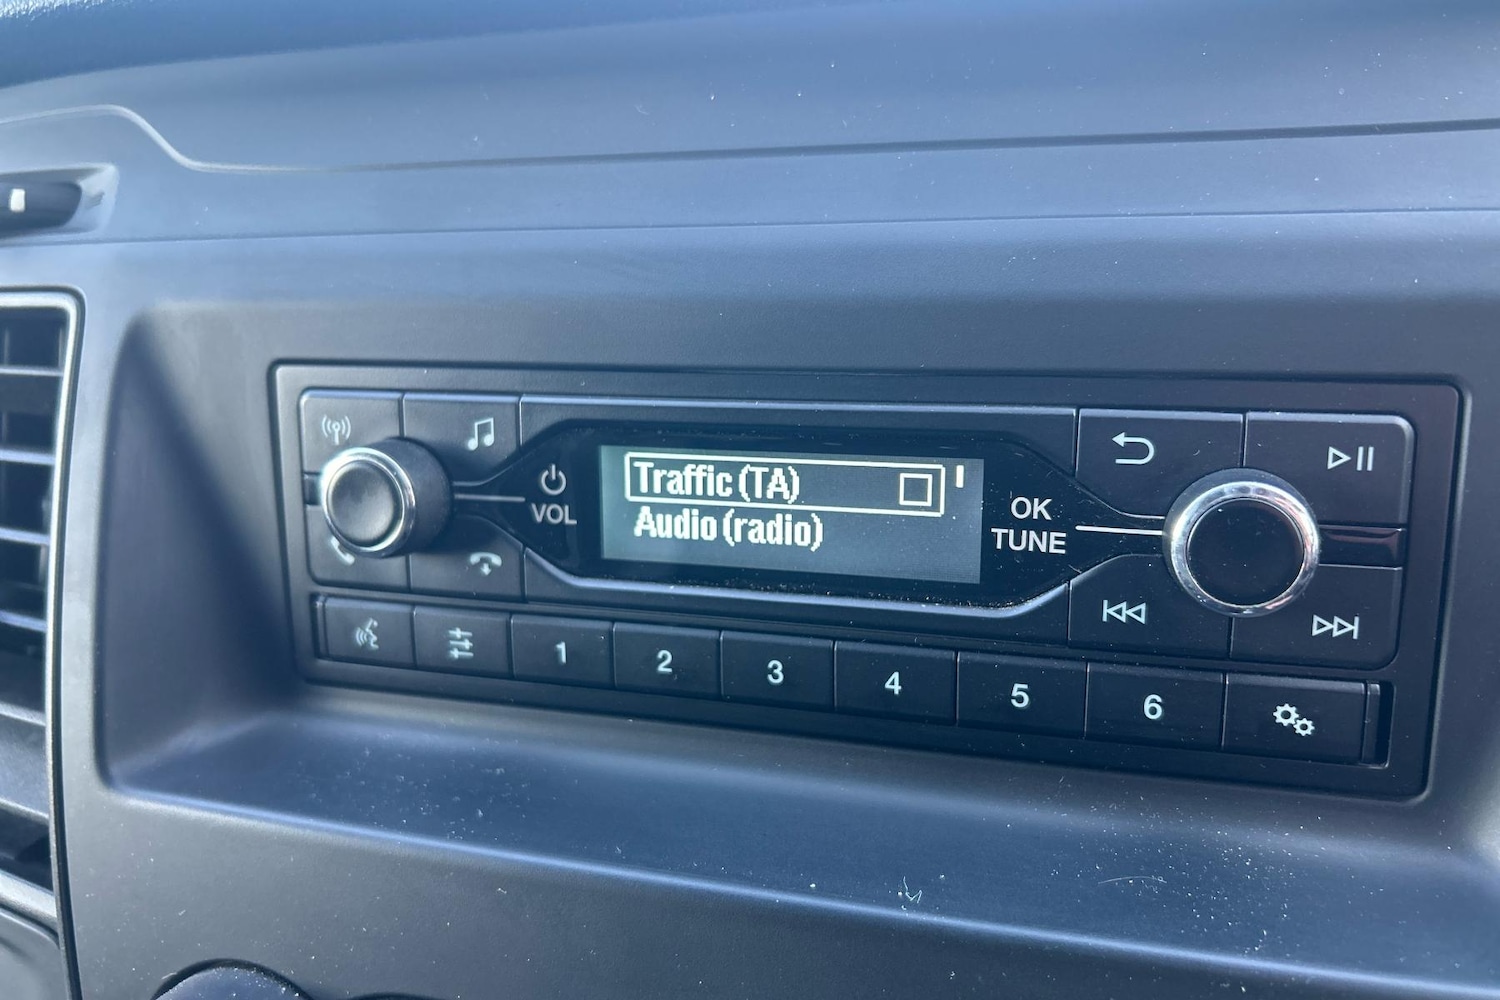 Traffic (TA)
Audio (radio)
VOL
OK
TUNE
1 2 3 4 5 6